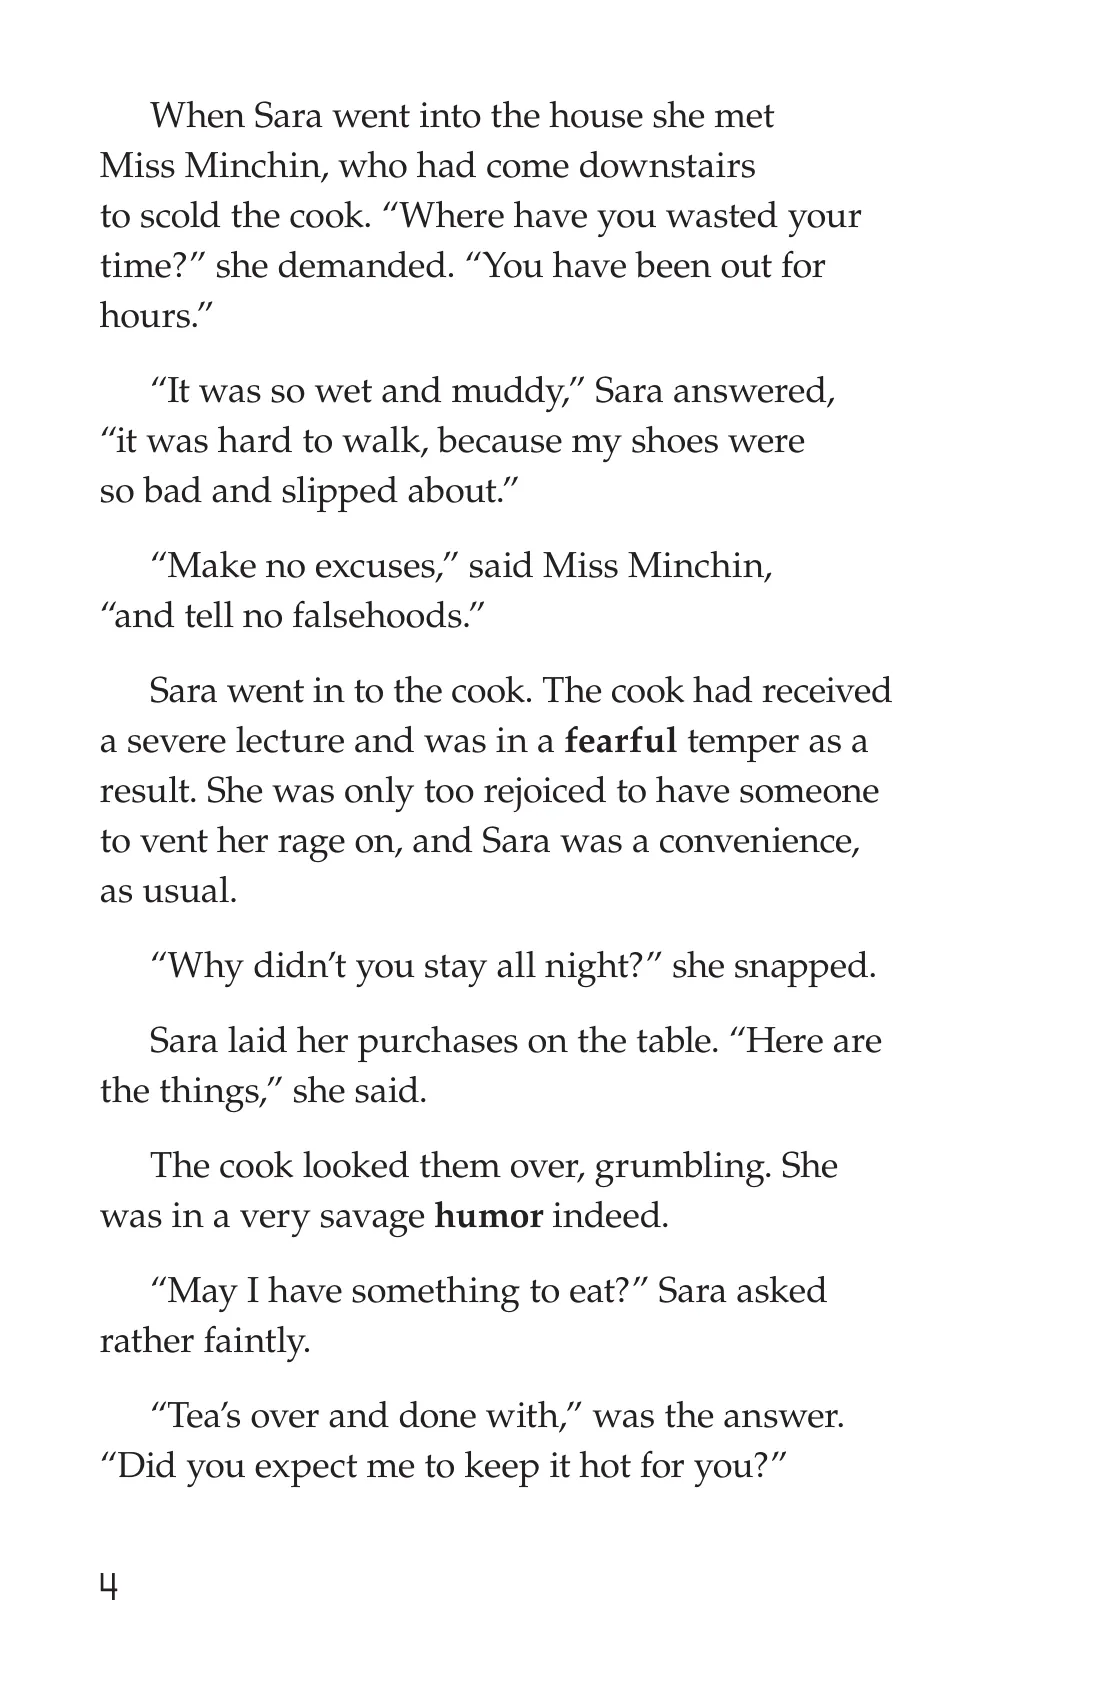 When Sara went into the house she met
Miss Minchin, who had come downstairs
to scold the cook. “Where have you wasted your
time?” she demanded. “You have been out for
hours.”
“It was so wet and muddy,” Sara answered,
“it was hard to walk, because my shoes were
so bad and slipped about.”
“Make no excuses,” said Miss Minchin,
“and tell no falsehoods.”
Sara went in to the cook. The cook had received
a severe lecture and was in a fearful temper as a
result. She was only too rejoiced to have someone
to vent her rage on, and Sara was a convenience,
as usual.
“Why didn’t you stay all night?” she snapped.
Sara laid her purchases on the table. “Here are
the things,” she said.
The cook looked them over, grumbling. She
was in a very savage humor indeed.
“May I have something to eat?” Sara asked
rather faintly.
“Tea’s over and done with,” was the answer.
“Did you expect me to keep it hot for you?”
4